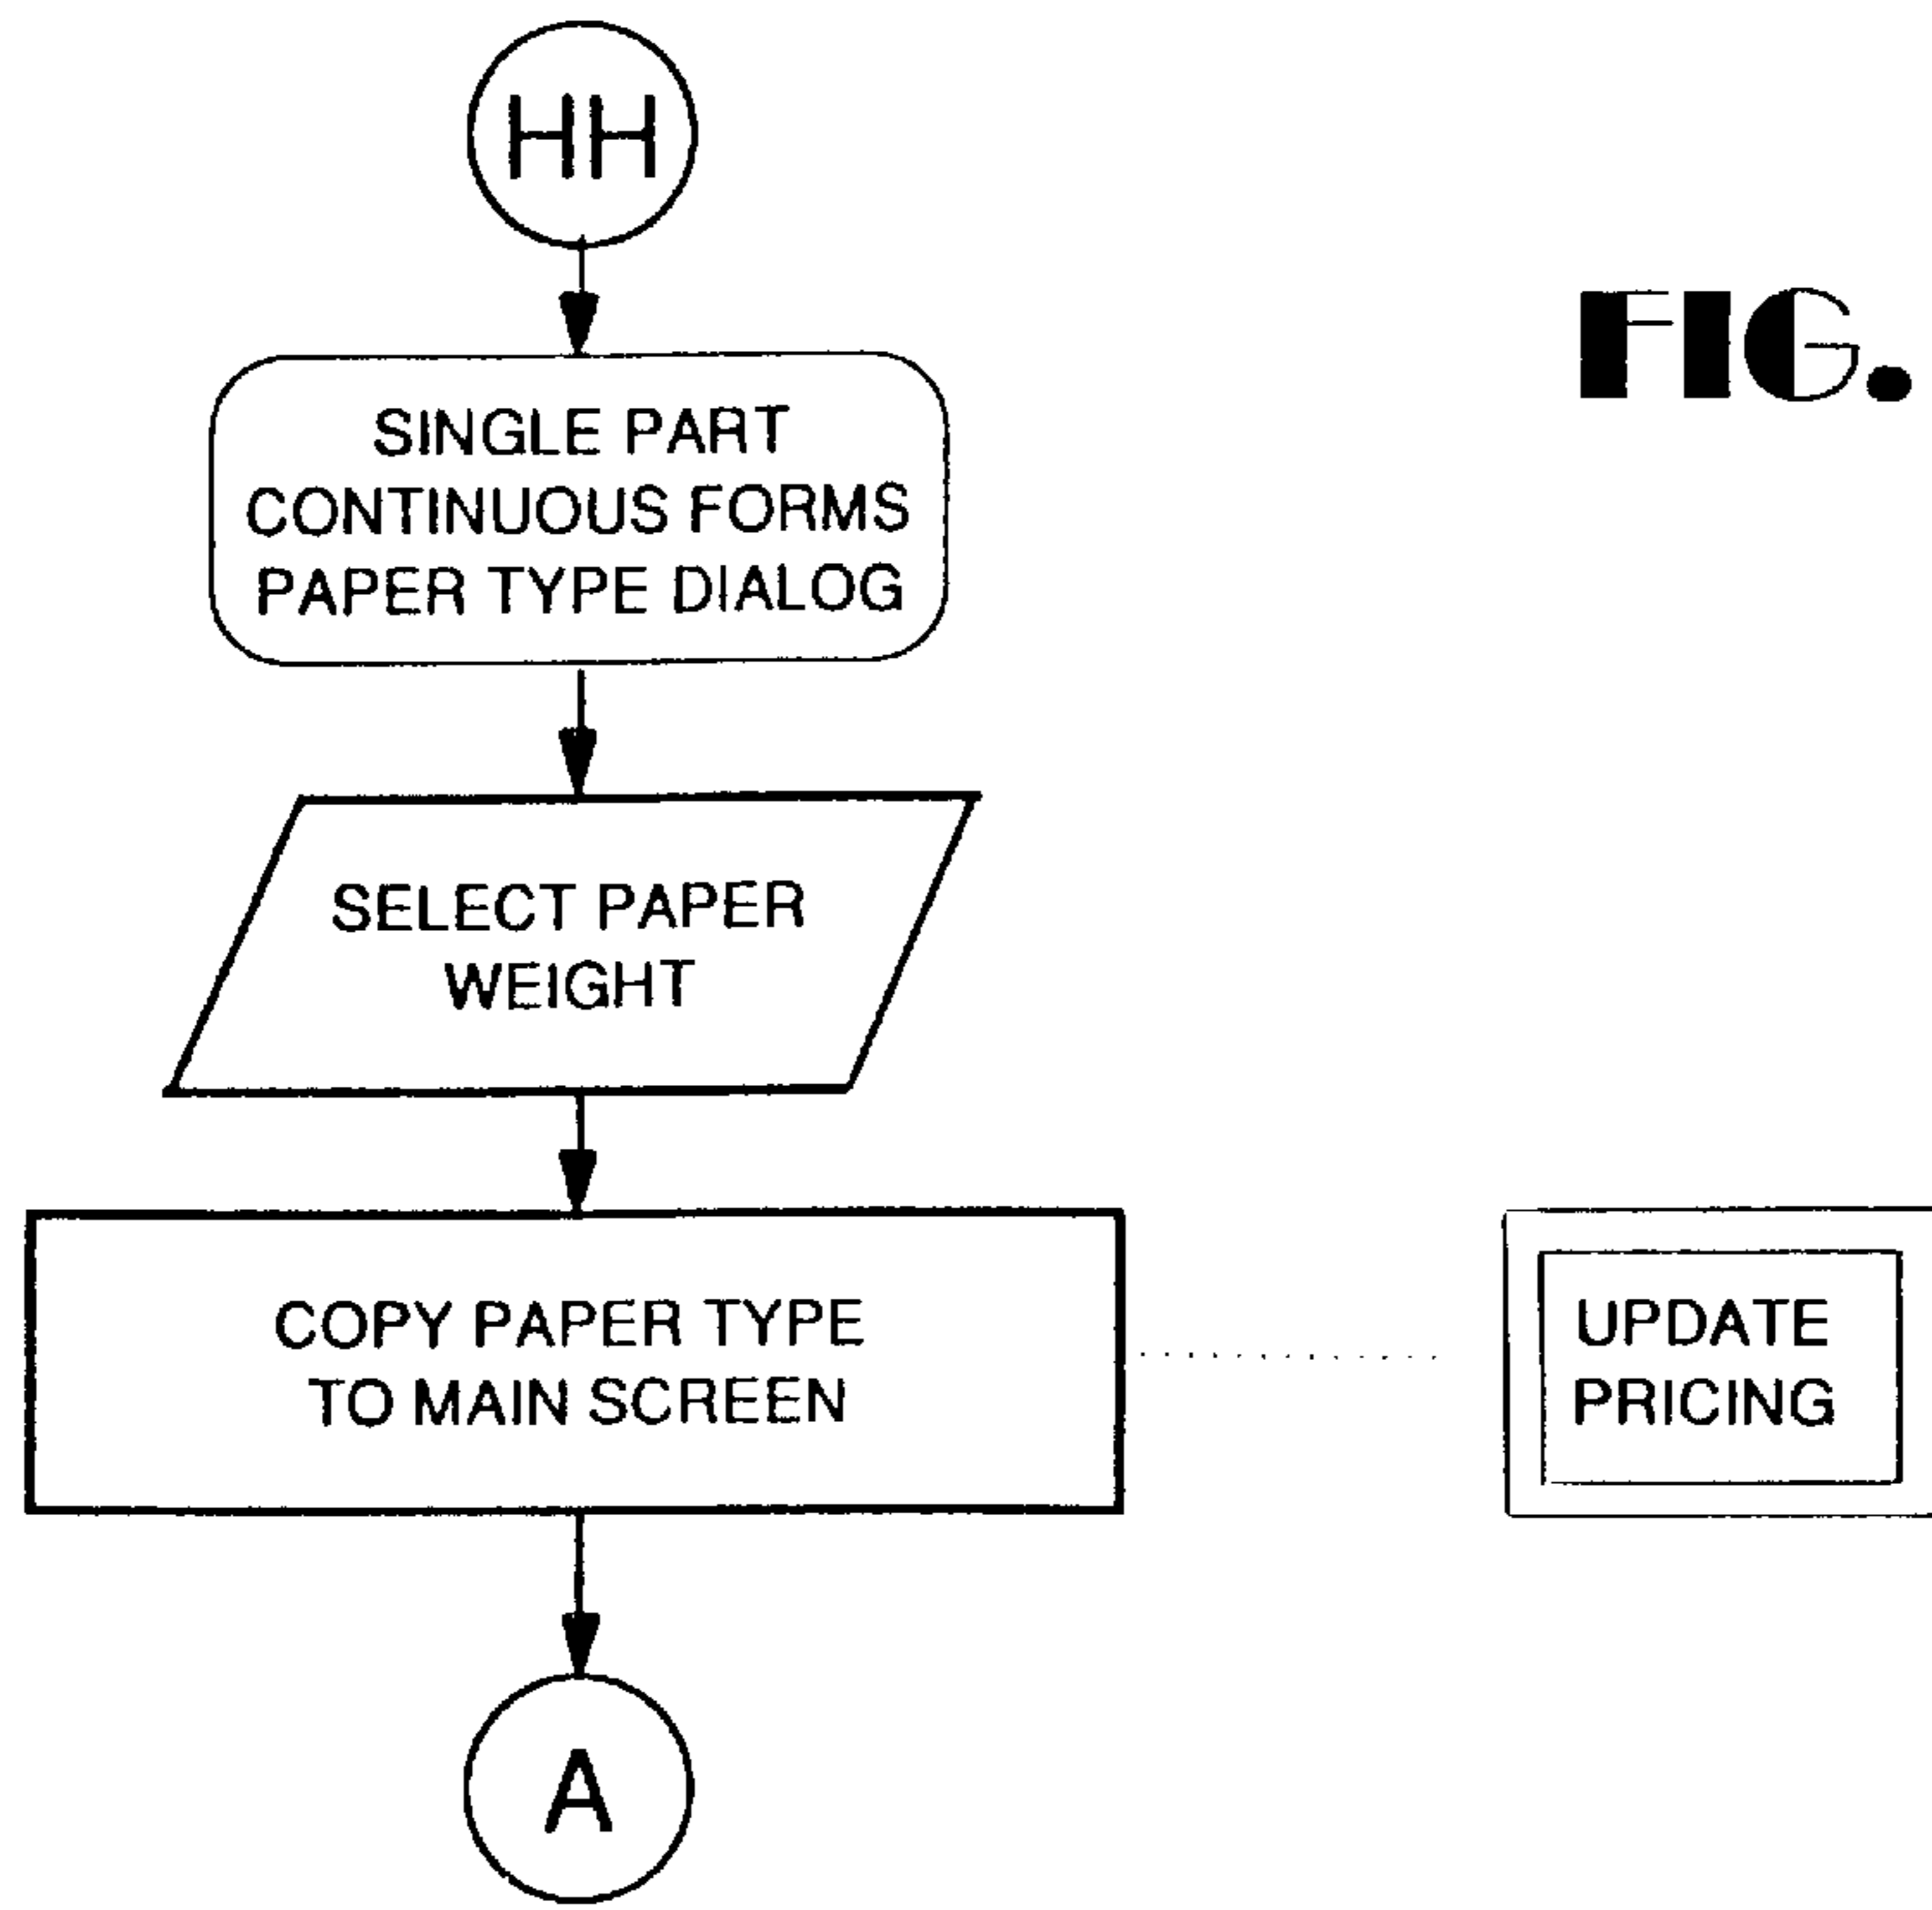 HH
FIG.
SINGLE PART
CONTINUOUS FORMS
PAPER TYPE DIALOG
SELECT PAPER
WEIGHT
COPY PAPER TYPE
TO MAIN SCREEN
UPDATE
PRICING
A